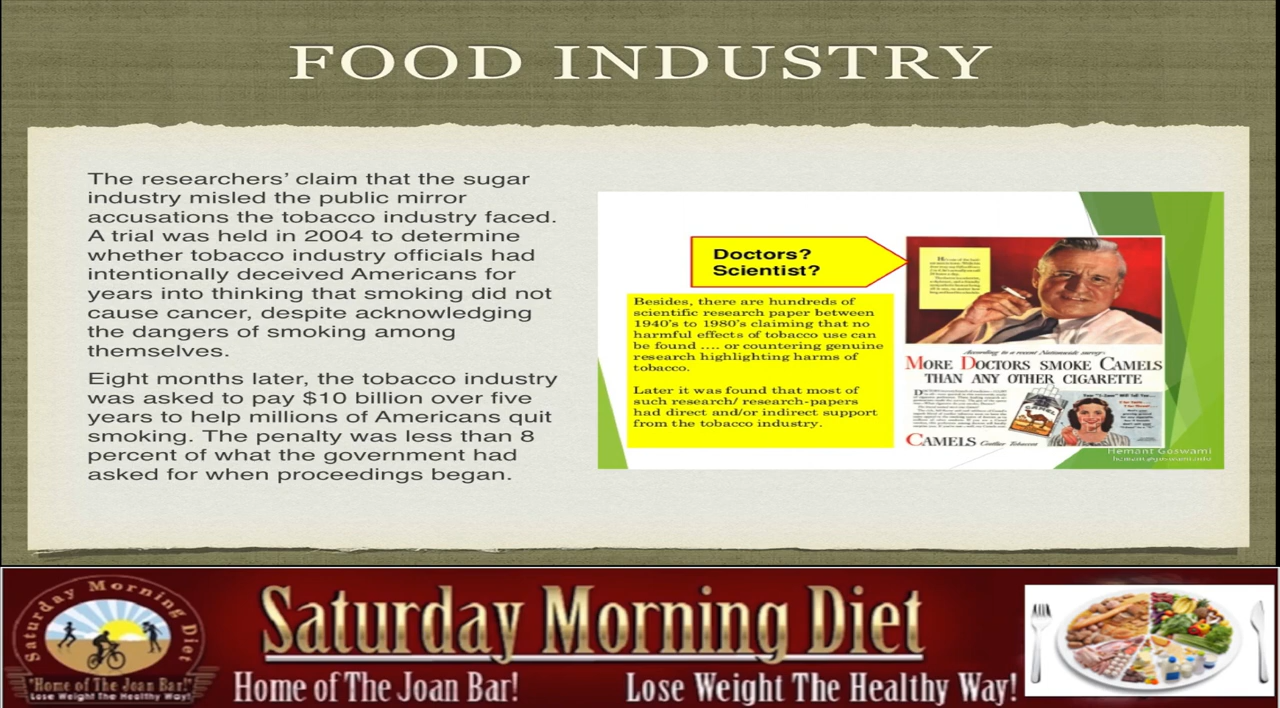 FOOD INDUSTRY
The researchers’ claim that the sugar
industry misled the public mirror
accusations the tobacco industry faced.
A trial was held in 2004 to determine
whether tobacco industry officials had
intentionally deceived Americans for
years into thinking that smoking did not
cause cancer, despite acknowledging
the dangers of smoking among
themselves.
Eight months later, the tobacco industry
was asked to pay $10 billion over five
years to help millions of Americans quit
smoking. The penalty was less than 8
percent of what the government had
asked for when proceedings began.
Doctors?
Scientist?
Besides, there are hundreds of
scientific research paper between
1940’s to 1980’s claiming that no
harmful effects of tobacco use can
be found .... or countering genuine
research highlighting harms of
tobacco.
Later it was found that most of
such research/ research-papers
had direct and/or indirect support
from the tobacco industry.
According to a recent Nationwide survey:
MORE DOCTORS SMOKE CAMELS
THAN ANY OTHER CIGARETTE
CAMEL
CAMELS Costlier Tobaccos
Hemant Goswami
Saturday Morning Diet
"Home of The Joan Bar!"
Lose Weight The Healthy Way!
Saturday Morning Diet
Home of The Joan Bar! Lose Weight The Healthy Way!